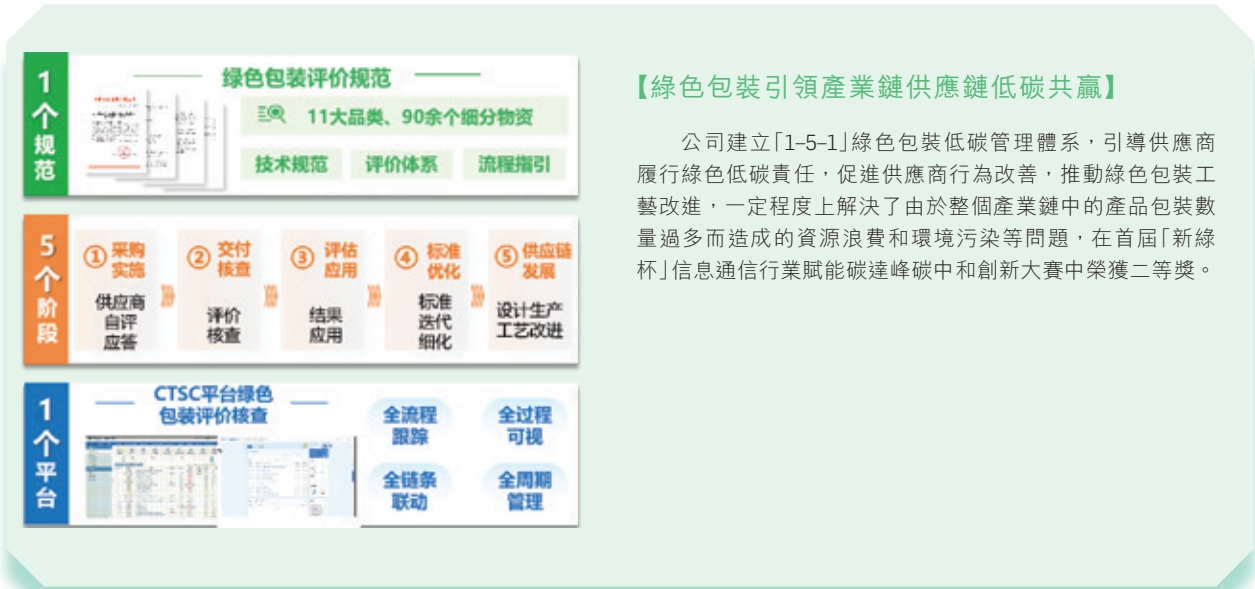 1个规范
绿色包装评价规范
11大品类、90余个细分物资
技术规范
评价体系
流程指引
5个阶段
① 采购
实施
供应商
自评
应答
② 交付
核查
评价
核查
③ 评估
应用
结果
应用
④ 标准
优化
标准
迭代
细化
⑤ 供应链
发展
设计生产
工艺改进
1个平台
CTSC平台绿色
包装评价核查
全流程
跟踪
全过程
可视
全链条
联动
全周期
管理
【綠色包裝引領產業鏈供應鏈低碳共贏】
公司建立「1–5–1」綠色包裝低碳管理體系，引導供應商
履行綠色低碳責任，促進供應商行為改善，推動綠色包裝工
藝改進，一定程度上解決了由於整個產業鏈中的產品包裝數
量過多而造成的資源浪費和環境污染等問題，在首屆「新綠
杯」信息通信行業賦能碳達峰碳中和創新大賽中榮獲二等獎。